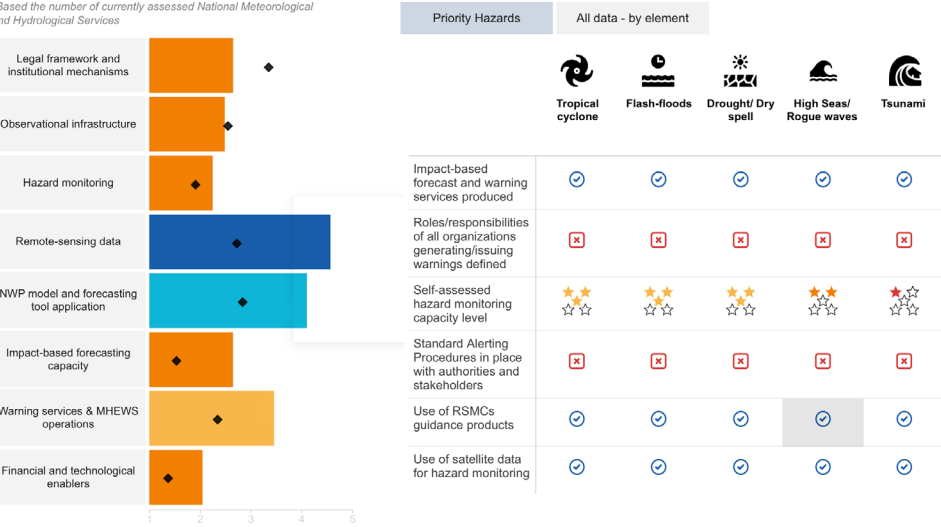 Based the number of currently assessed National Meteorological
nd Hydrological Services
Legal framework and
institutional mechanisms
Observational infrastructure
Hazard monitoring
Remote-sensing data
NWP model and forecasting
tool application
Impact-based forecasting
capacity
Warning services & MHEWS
operations
Financial and technological
enablers
1 2 3 4 5
Priority Hazards
All data - by element
Tropical
cyclone
Flash-floods
Drought/ Dry
spell
High Seas/
Rogue waves
Tsunami
Impact-based
forecast and warning
services produced
Roles/responsibilities
of all organizations
generating/issuing
warnings defined
Self-assessed
hazard monitoring
capacity level
Standard Alerting
Procedures in place
with authorities and
stakeholders
Use of RSMCs
guidance products
Use of satellite data
for hazard monitoring